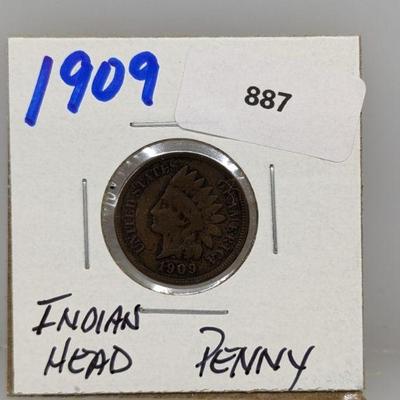 1909
887
UNITED STATES OF AMERICA
1909
INDIAN PENNY
HEAD